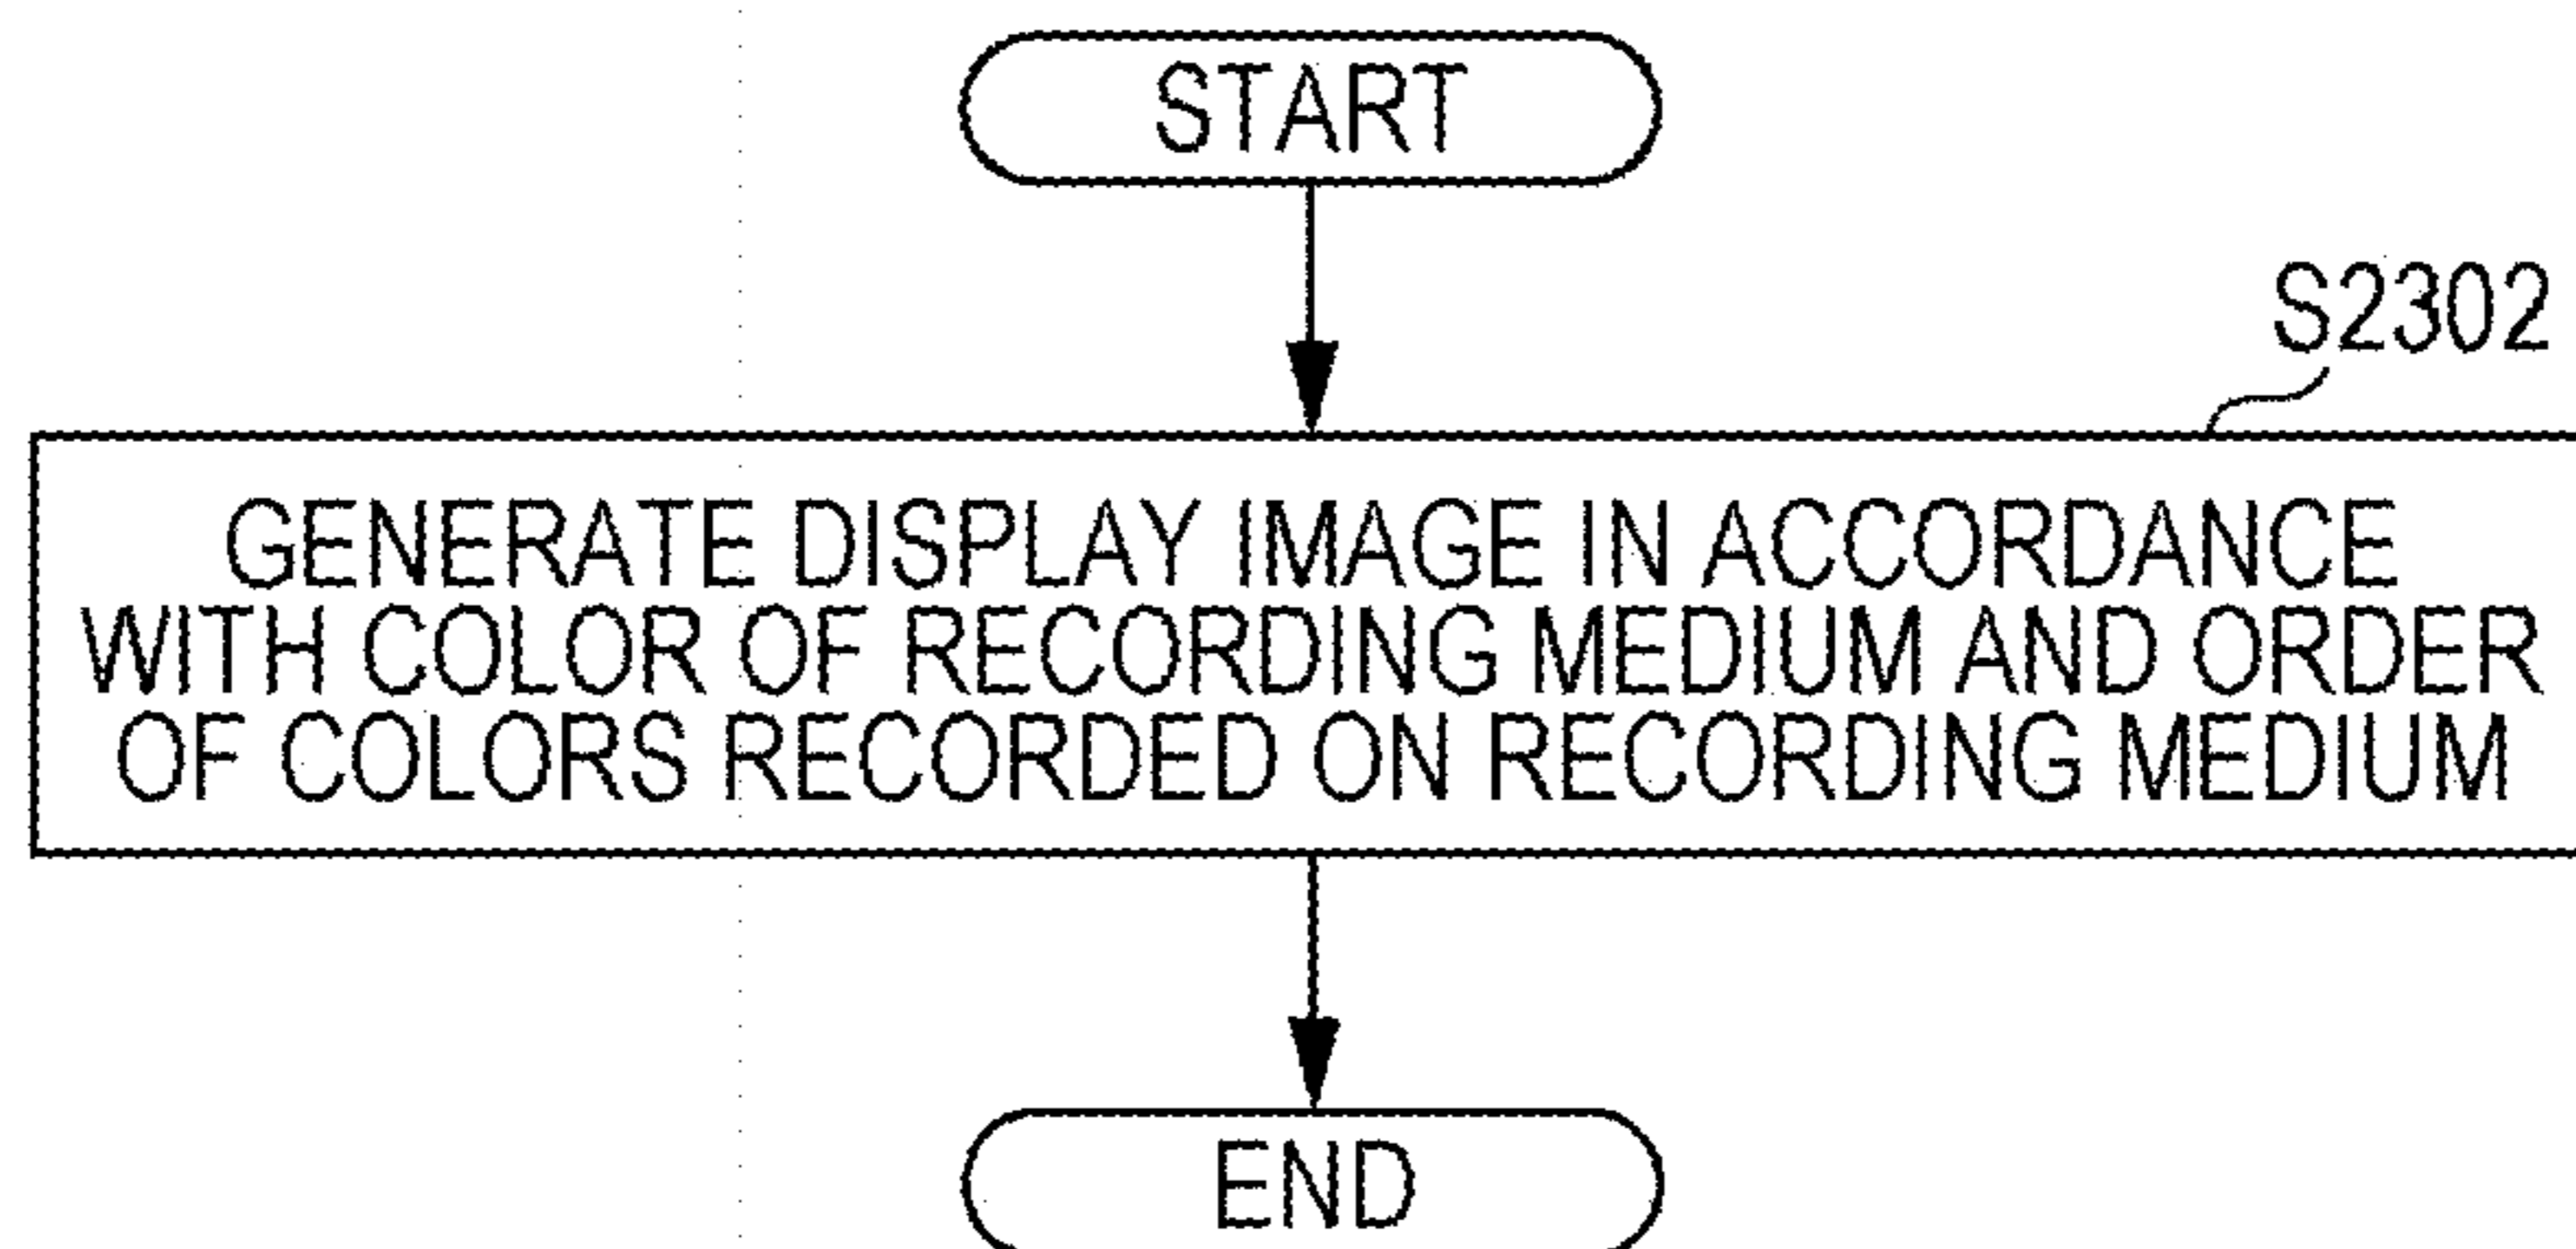 START
S2302
GENERATE DISPLAY IMAGE IN ACCORDANCE
WITH COLOR OF RECORDING MEDIUM AND ORDER
OF COLORS RECORDED ON RECORDING MEDIUM
END